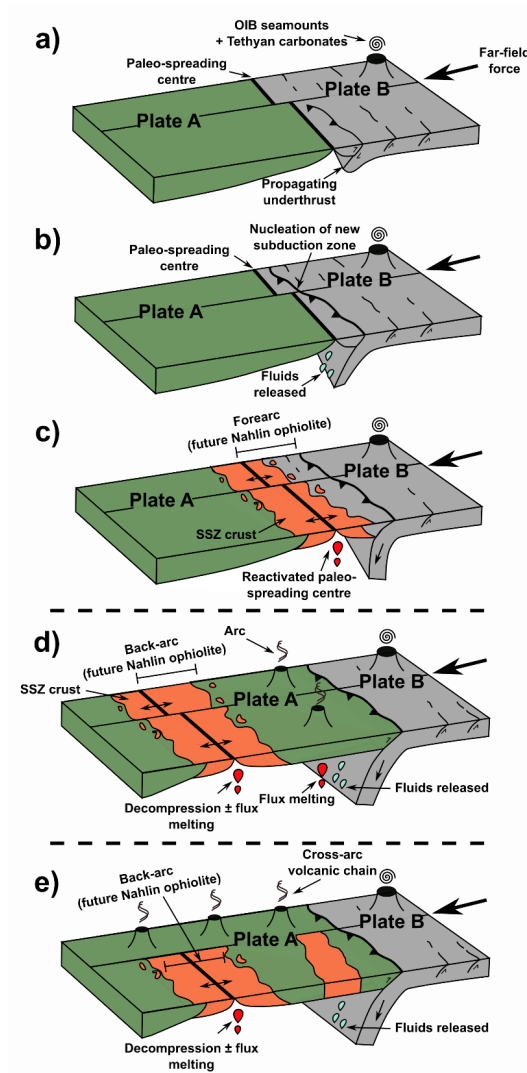 a)
OIB seamounts
+ Tethyan carbonates
Far-field
force
Paleo-spreading
centre
Plate B
Plate A
Propagating
underthrust
b)
Nucleation of new
subduction zone
Paleo-spreading
centre
Plate B
Plate A
Fluids
released
c)
Forearc
(future Nahlin ophiolite)
Plate B
Plate A
SSZ crust
Reactivated paleo-
spreading centre
d)
Arc
Back-arc
(future Nahlin ophiolite)
SSZ crust
Plate B
Plate A
Fluids released
Flux melting
Decompression ± flux
melting
e)
Cross-arc
volcanic chain
Back-arc
(future Nahlin ophiolite)
Plate B
Plate A
Fluids released
Decompression ± flux
melting